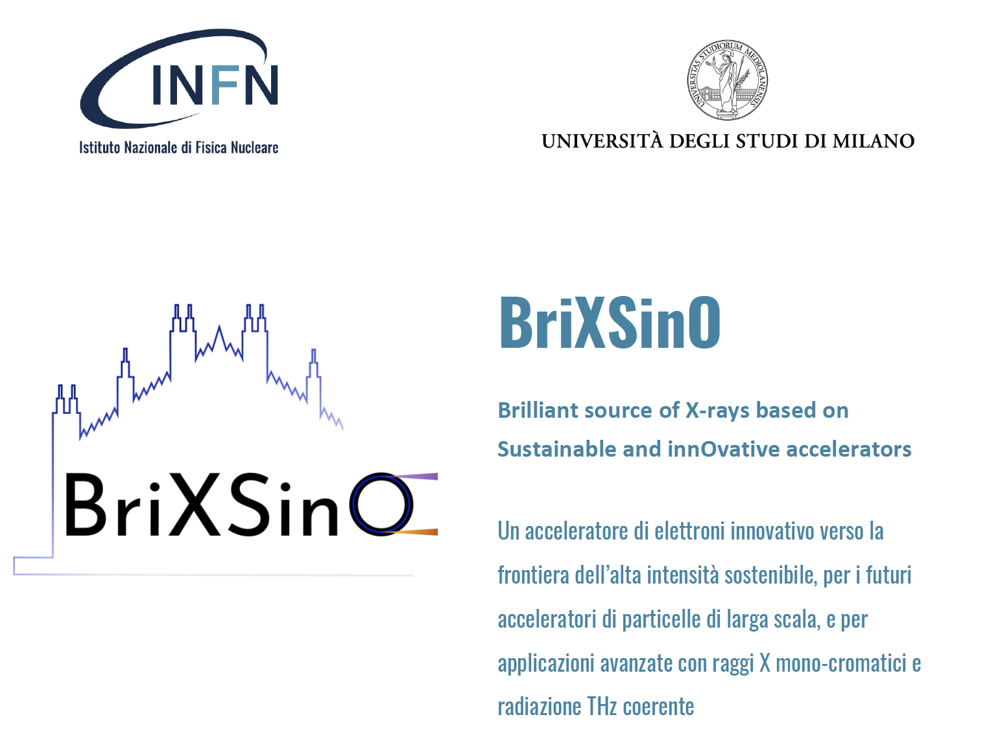 INFN
Istituto Nazionale di Fisica Nucleare
UNIVERSITAS STUDIORUM MEDIOLANENSIS
UNIVERSITÀ DEGLI STUDI DI MILANO
BriXSinO
BriXSinO
Brilliant source of X-rays based on
Sustainable and innOvative accelerators
Un acceleratore di elettroni innovativo verso la
frontiera dell’alta intensità sostenibile, per i futuri
acceleratori di particelle di larga scala, e per
applicazioni avanzate con raggi X mono-cromatici e
radiazione THz coerente